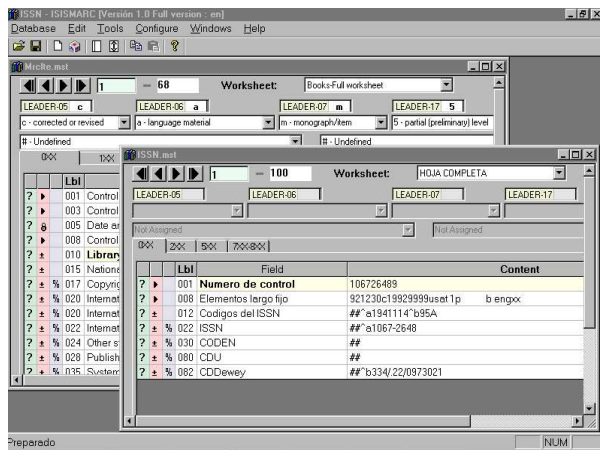 ISSN - ISISMARC [Versión 1.0 Full version : en]
Database Edit Tools Configure Windows Help
Mrclte.mst
1 — 68 Worksheet: Books-Full worksheet
LEADER-05 c LEADER-06 a LEADER-07 m LEADER-17 5
c - corrected or revised a - language material m - monograph/item 5 - partial (preliminary) level
# - Undefined # - Undefined
0XX 1XX
Lbl
? 001 Control
? 003 Control
? 005 Date an
? 008 Control
? ± 010 Library
? ± 015 Nationa
? ± % 017 Copyrig
? ± % 020 Internat
? ± % 020 Internat
? ± % 022 Internat
? ± % 024 Other s
? ± % 028 Publish
? ± % 035 System
ISSN.mst
1 — 100 Worksheet: HOJA COMPLETA
LEADER-05 LEADER-06 LEADER-07 LEADER-17
Not Assigned Not Assigned
0XX 2XX 5XX 7XX-8XX
Lbl Field Content
? 001 Numero de control 106726489
? 008 Elementos largo fijo 921230c19929999usat1p b engxx
? ± 012 Codigos del ISSN ##^a1941114^b95A
? ± % 022 ISSN ##^a1067-2648
? ± % 030 CODEN ##
? ± % 080 CDU ##
? ± % 082 CDDewey ##^b334/.22/0973021
Preparado NUM